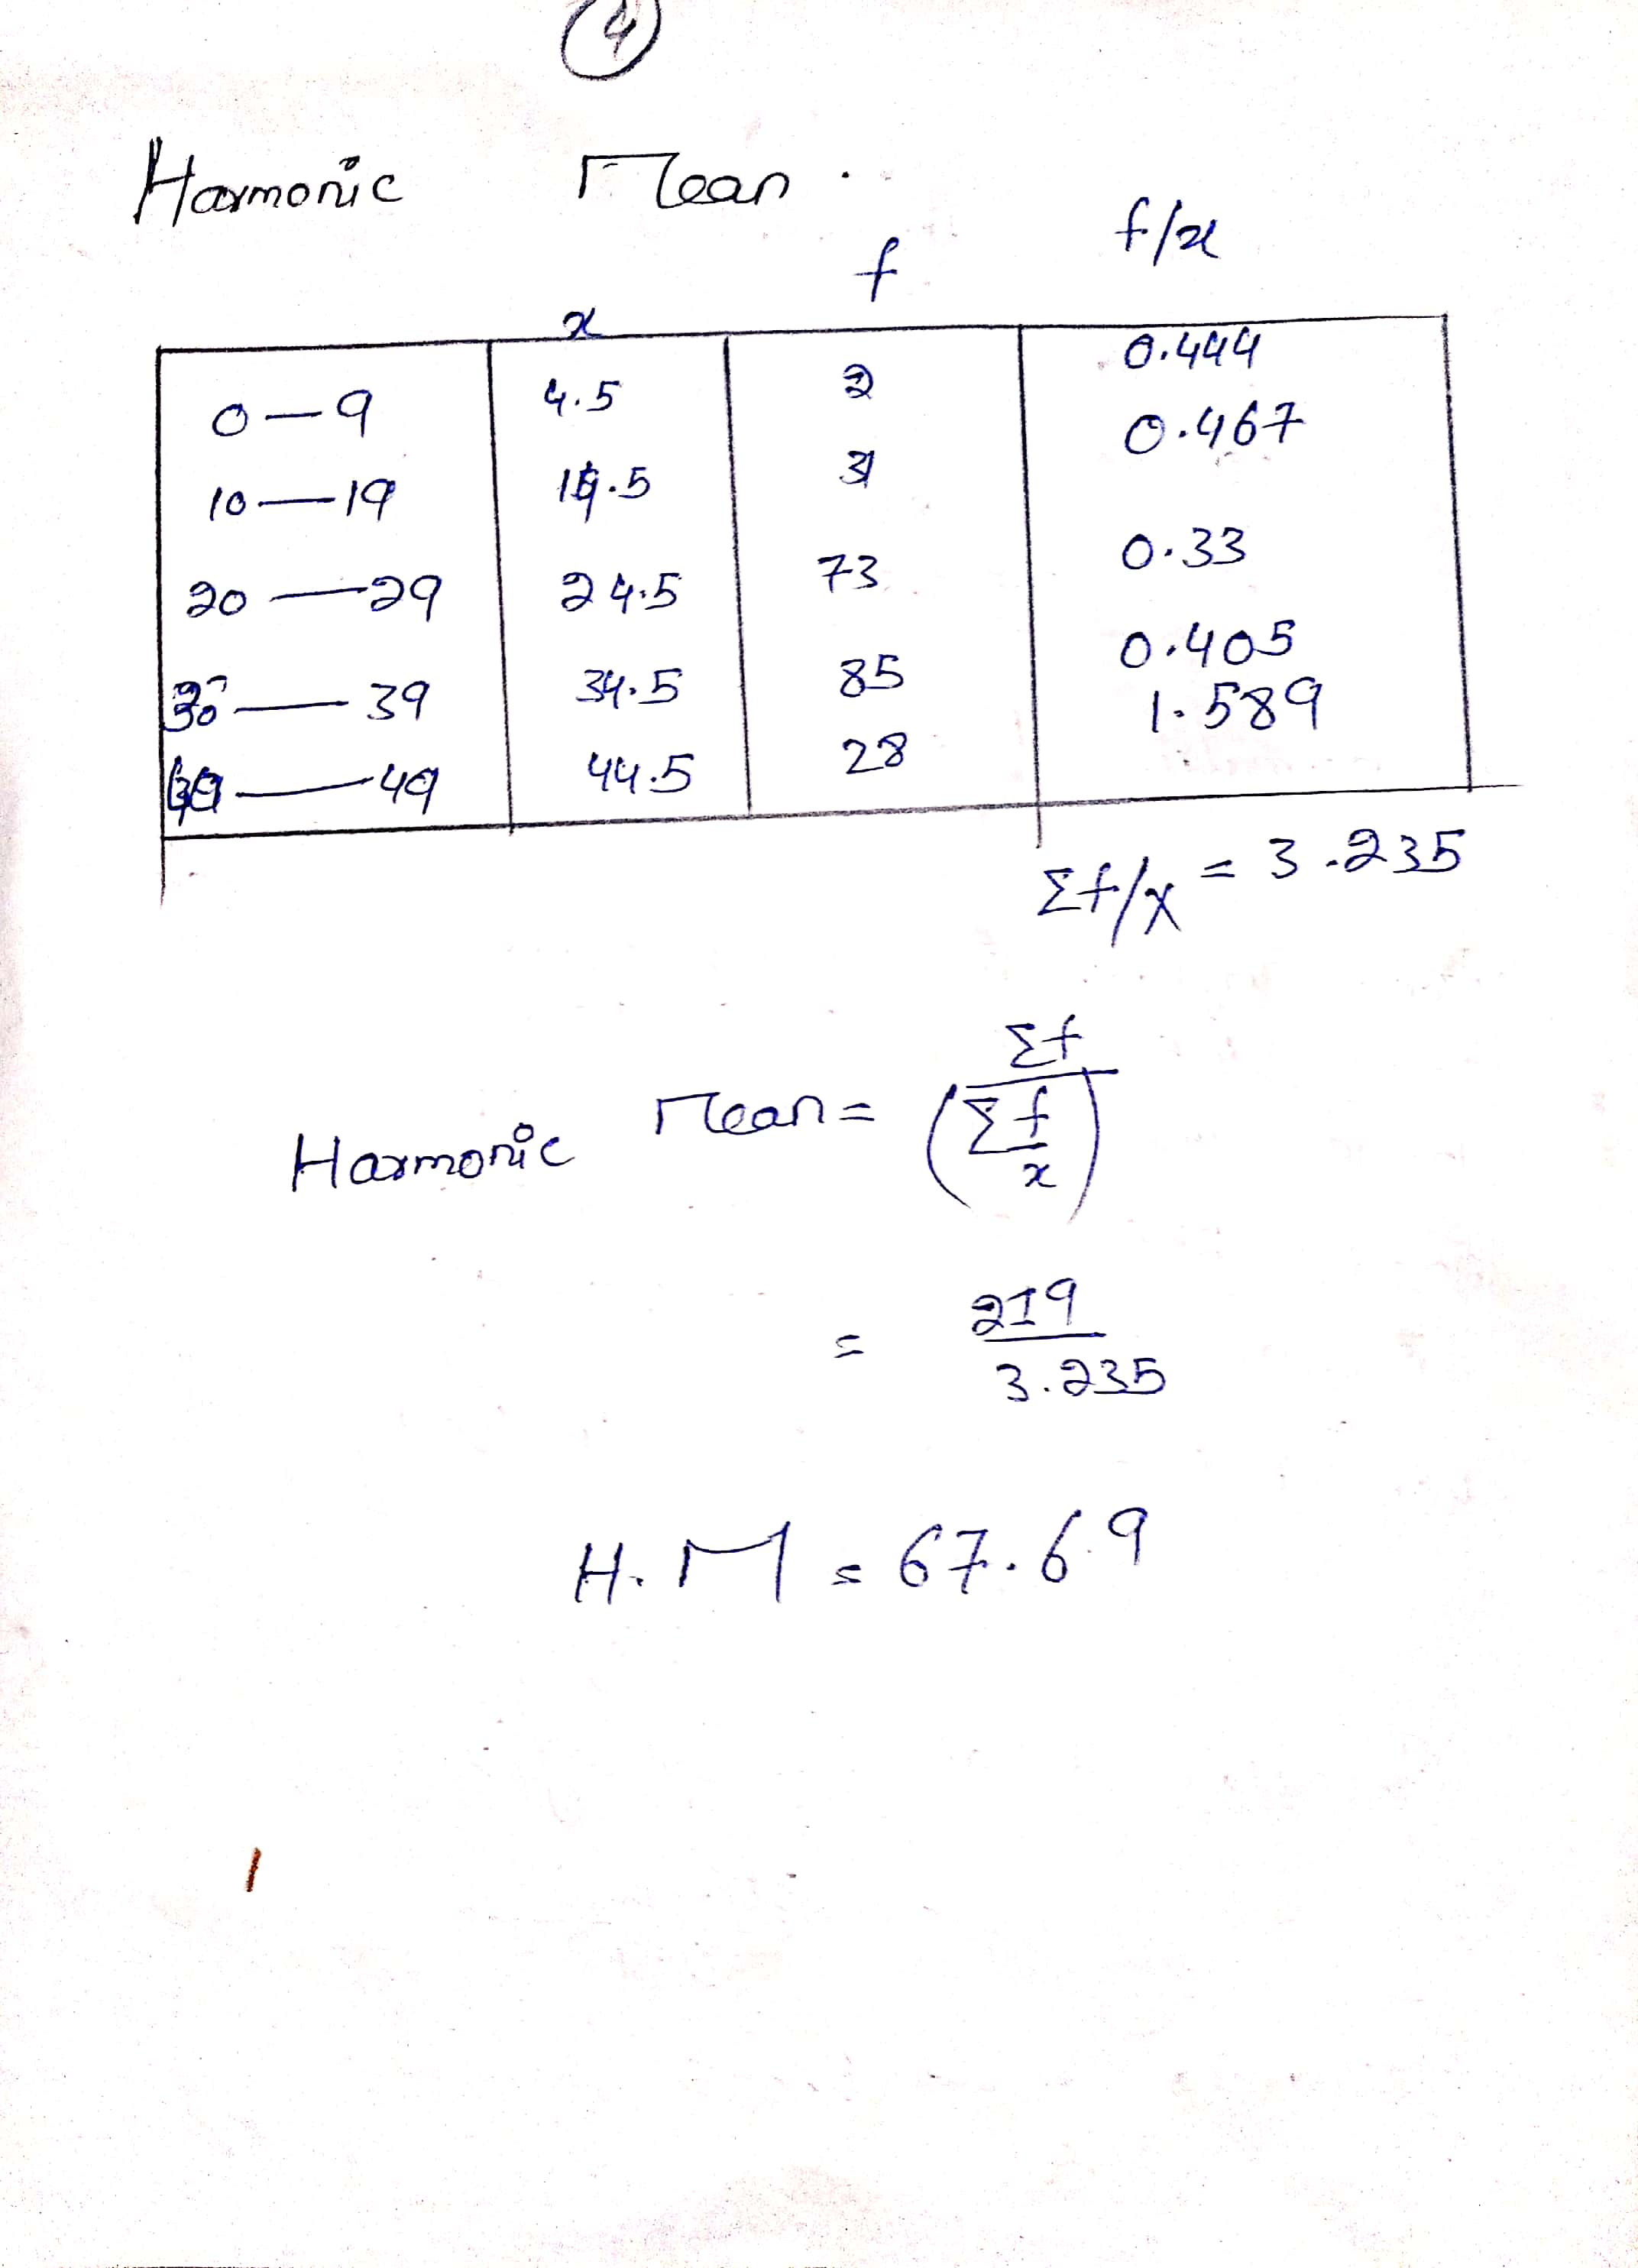 4
Harmonic Mean.
x f f/x
0 — 9 4.5 2 0.444
10 — 19 14.5 0.467
20 — 29 24.5 73 0.33
30 — 39 34.5 85 0.405
40 — 49 44.5 28 1.589
Σf/x = 3.235
Harmonic Mean = Σf / (Σ f/x)
= 219 / 3.235
H.M = 67.69